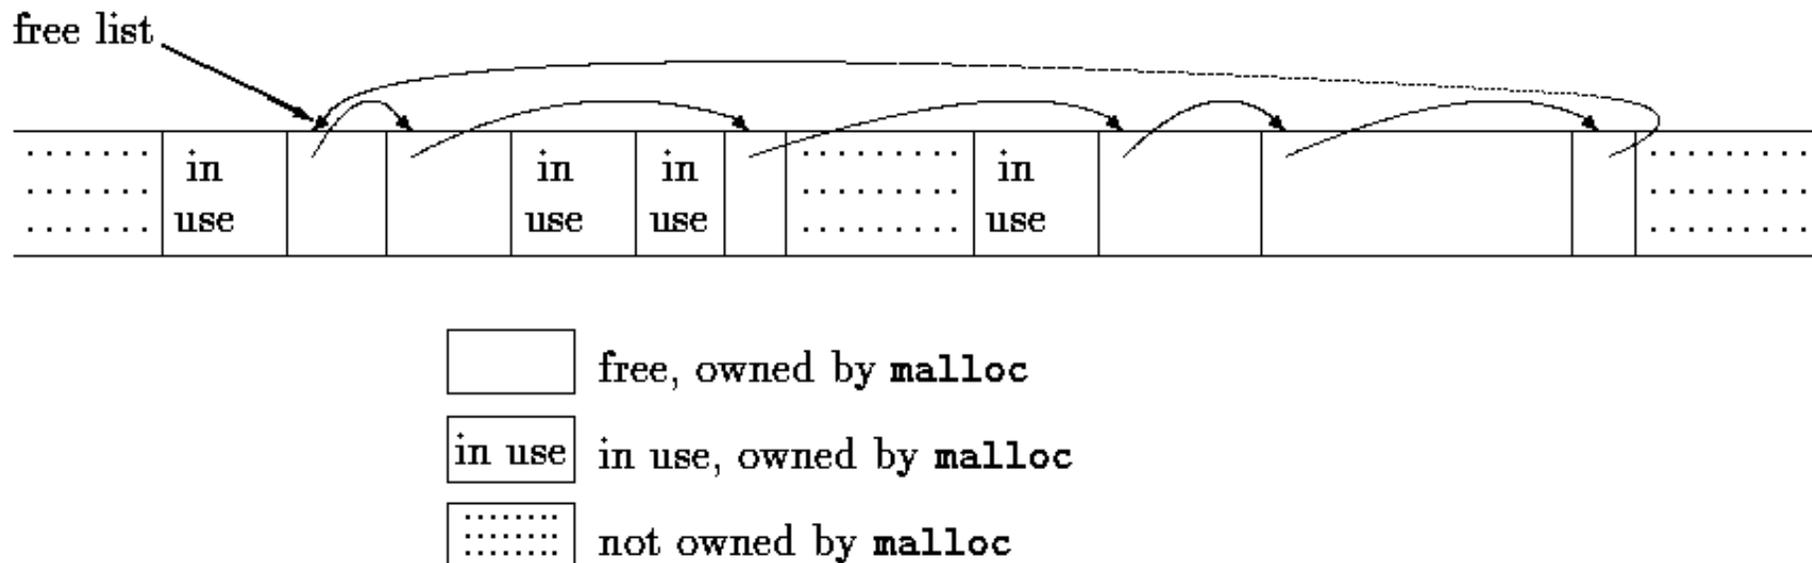 free list
in
use
in
use
in
use
in
use
free, owned by malloc
in use
in use, owned by malloc
not owned by malloc